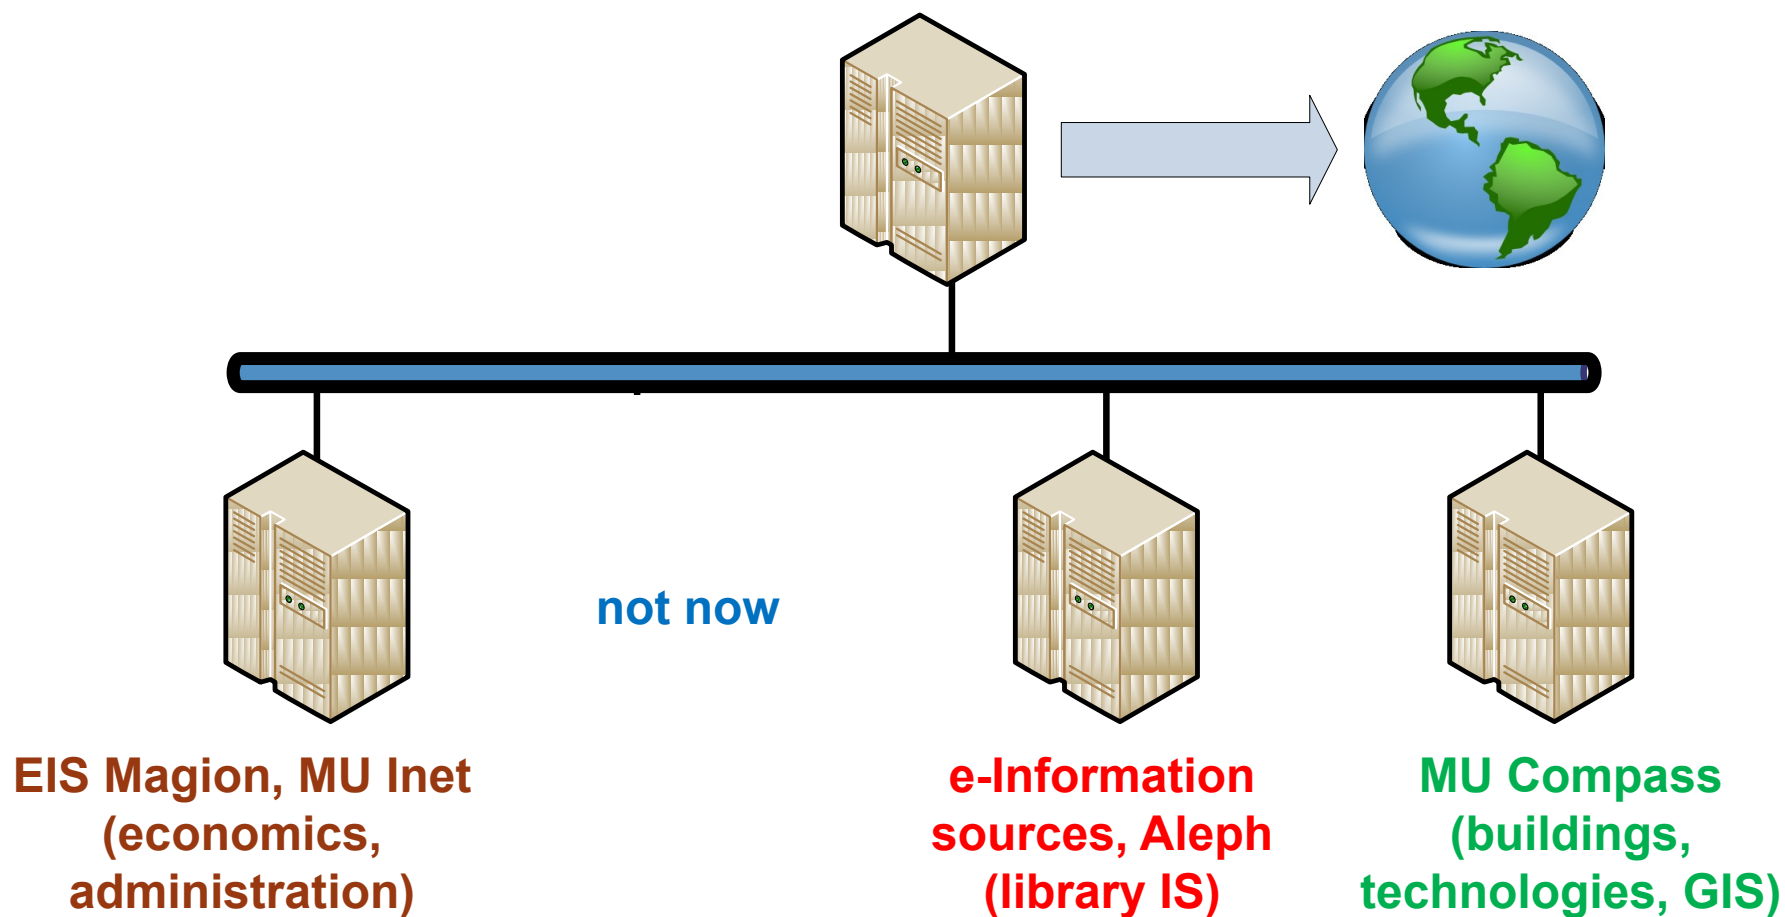 not now
EIS Magion, MU Inet
(economics,
administration)
e-Information
sources, Aleph
(library IS)
MU Compass
(buildings,
technologies, GIS)